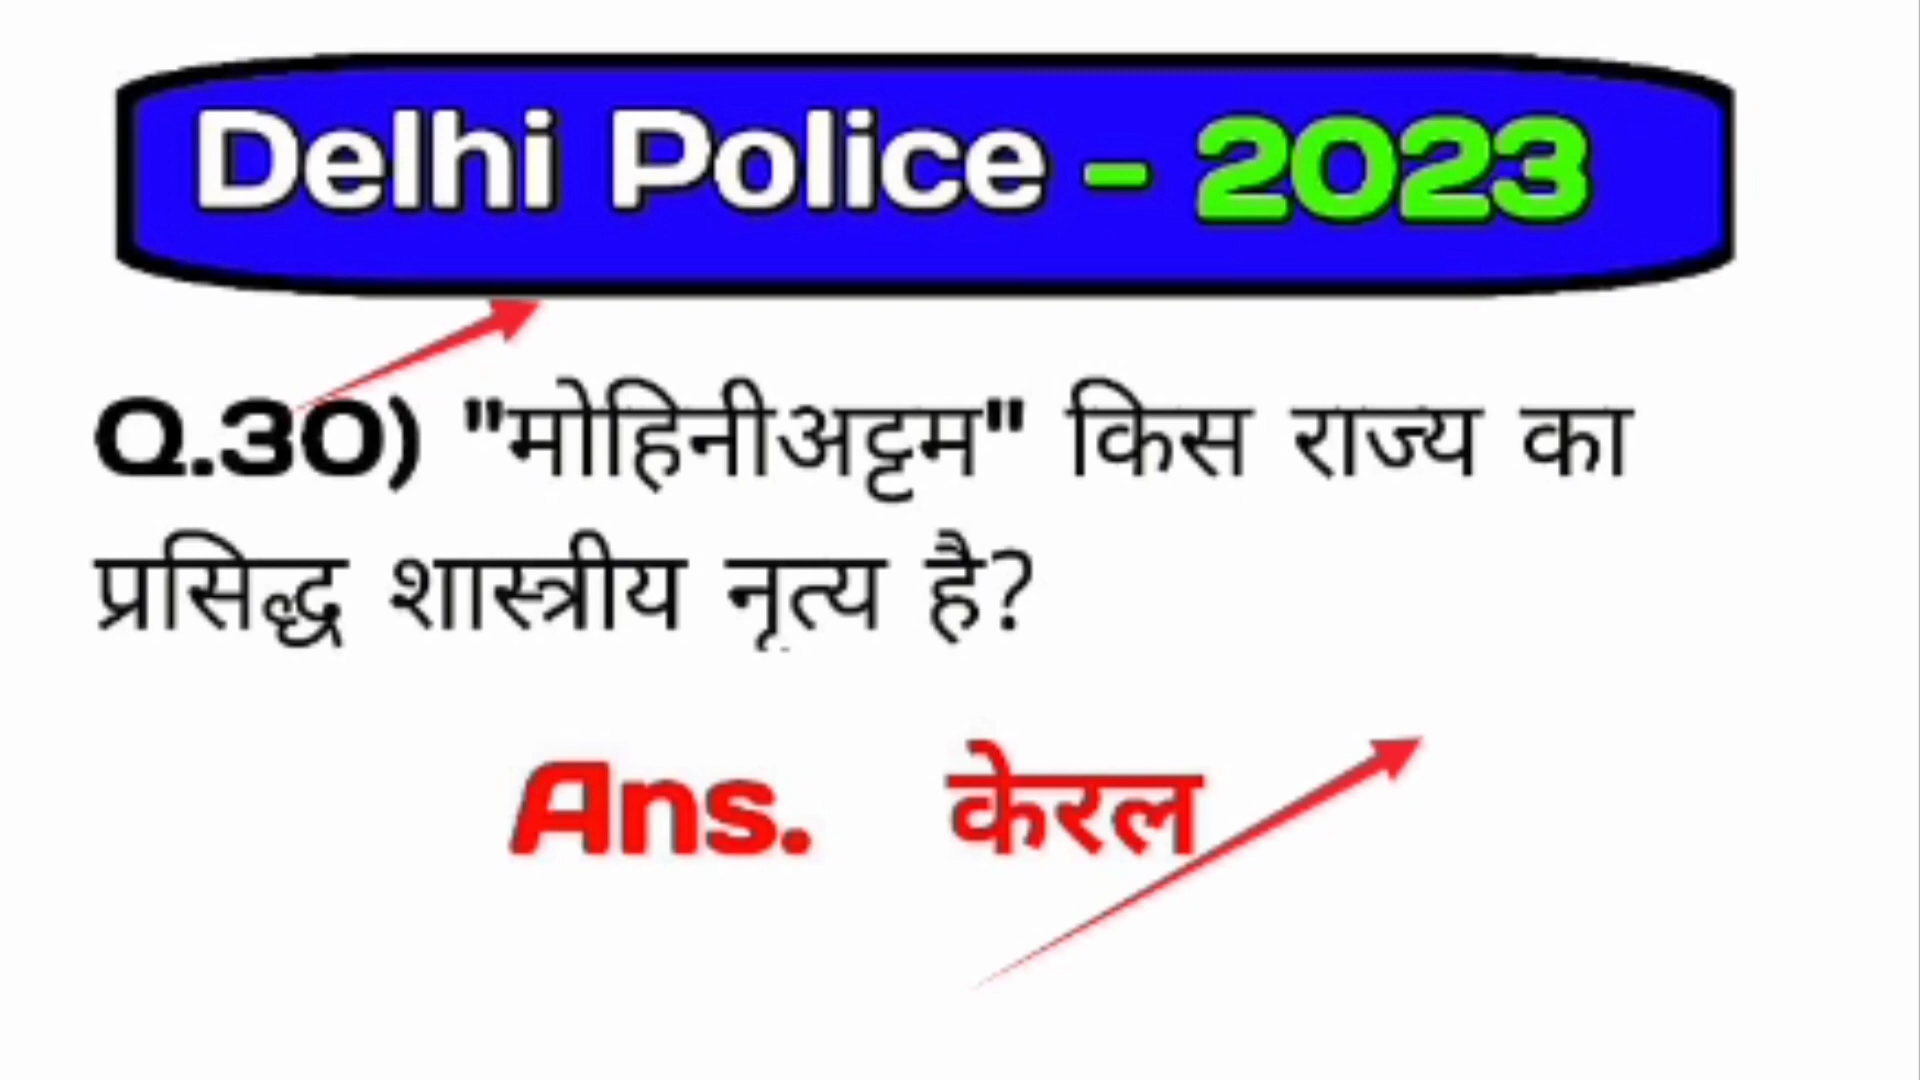 Delhi Police - 2023
Q.30) "मोहिनीअट्टम" किस राज्य का
प्रसिद्ध शास्त्रीय नृत्य है?
Ans. केरल